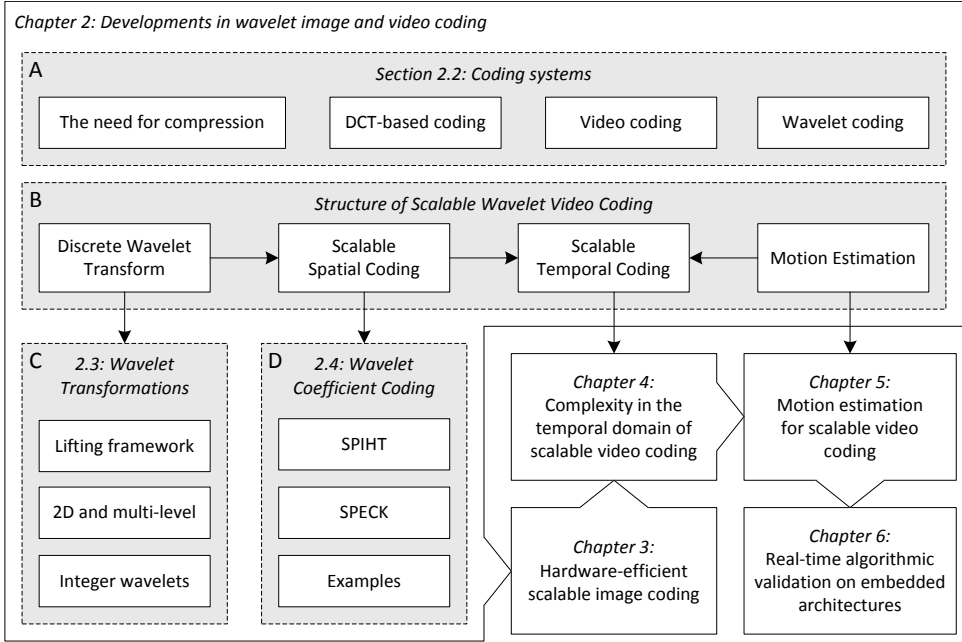 Chapter 2: Developments in wavelet image and video coding
A
Section 2.2: Coding systems
The need for compression
DCT-based coding
Video coding
Wavelet coding
B
Structure of Scalable Wavelet Video Coding
Discrete Wavelet
Transform
Scalable
Spatial Coding
Scalable
Temporal Coding
Motion Estimation
C
2.3: Wavelet
Transformations
Lifting framework
2D and multi-level
Integer wavelets
D
2.4: Wavelet
Coefficient Coding
SPIHT
SPECK
Examples
Chapter 4:
Complexity in the
temporal domain of
scalable video coding
Chapter 5:
Motion estimation
for scalable video
coding
Chapter 3:
Hardware-efficient
scalable image coding
Chapter 6:
Real-time algorithmic
validation on embedded
architectures